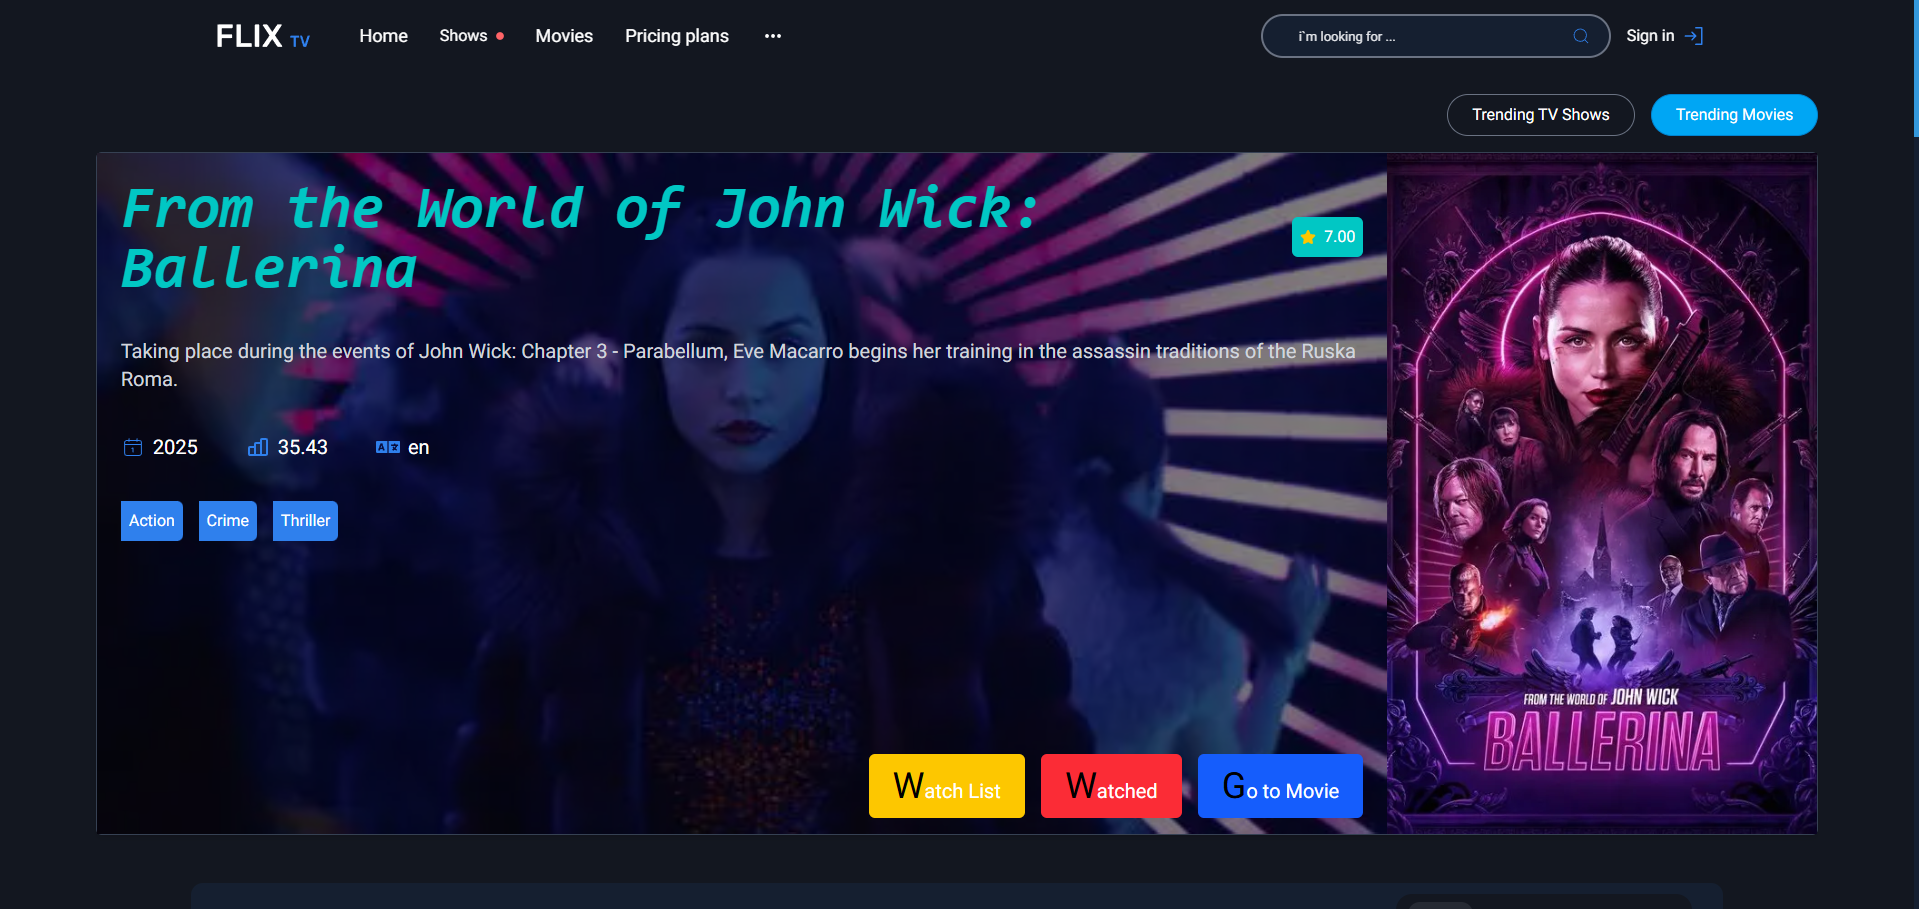 FLIX TV
Home
Shows
Movies
Pricing plans
i`m looking for ...
Sign in
Trending TV Shows
Trending Movies
From the World of John Wick:
Ballerina
7.00
Taking place during the events of John Wick: Chapter 3 - Parabellum, Eve Macarro begins her training in the assassin traditions of the Ruska
Roma.
2025
35.43
en
Action
Crime
Thriller
Watch List
Watched
Go to Movie
FROM THE WORLD OF JOHN WICK
BALLERINA